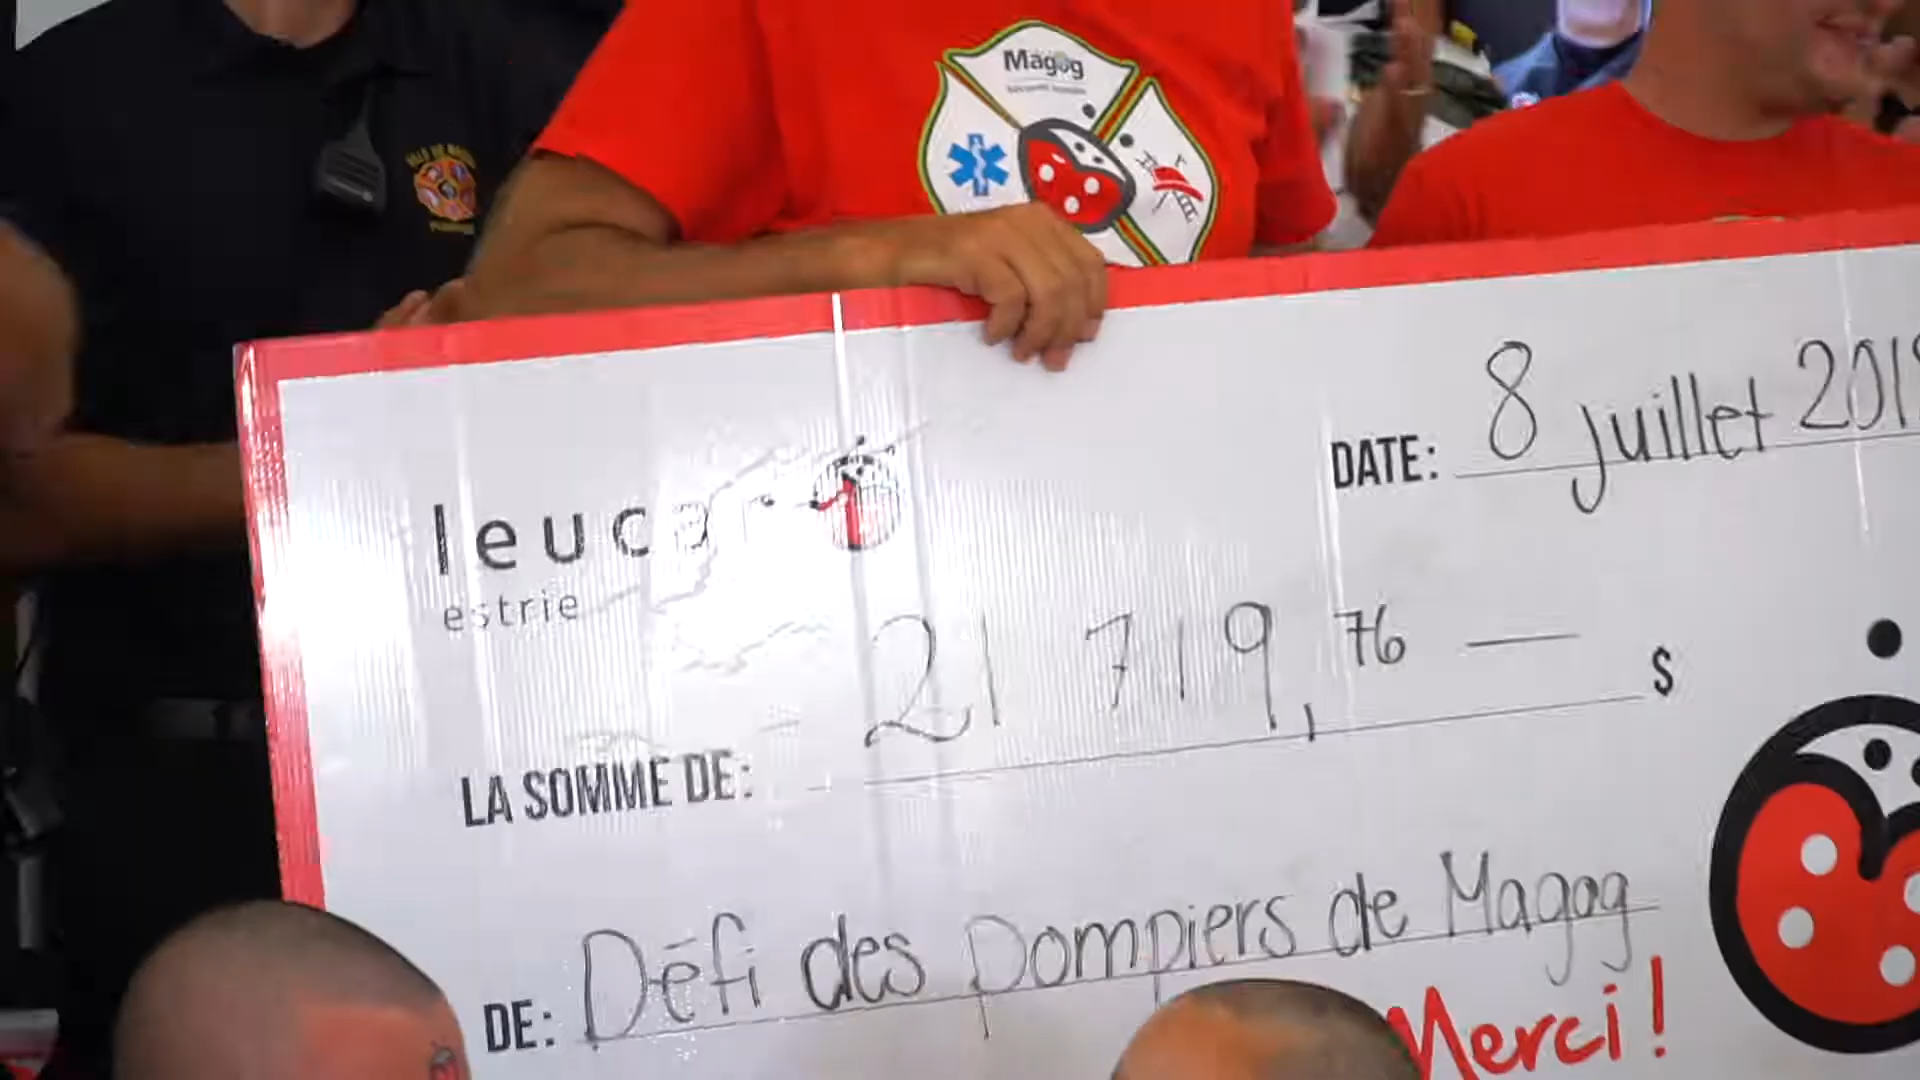 Magog
leucan
estrie
DATE: 8 juillet 201
21 719,76 — $
LA SOMME DE:
DE: Défi des pompiers de Magog
Merci!